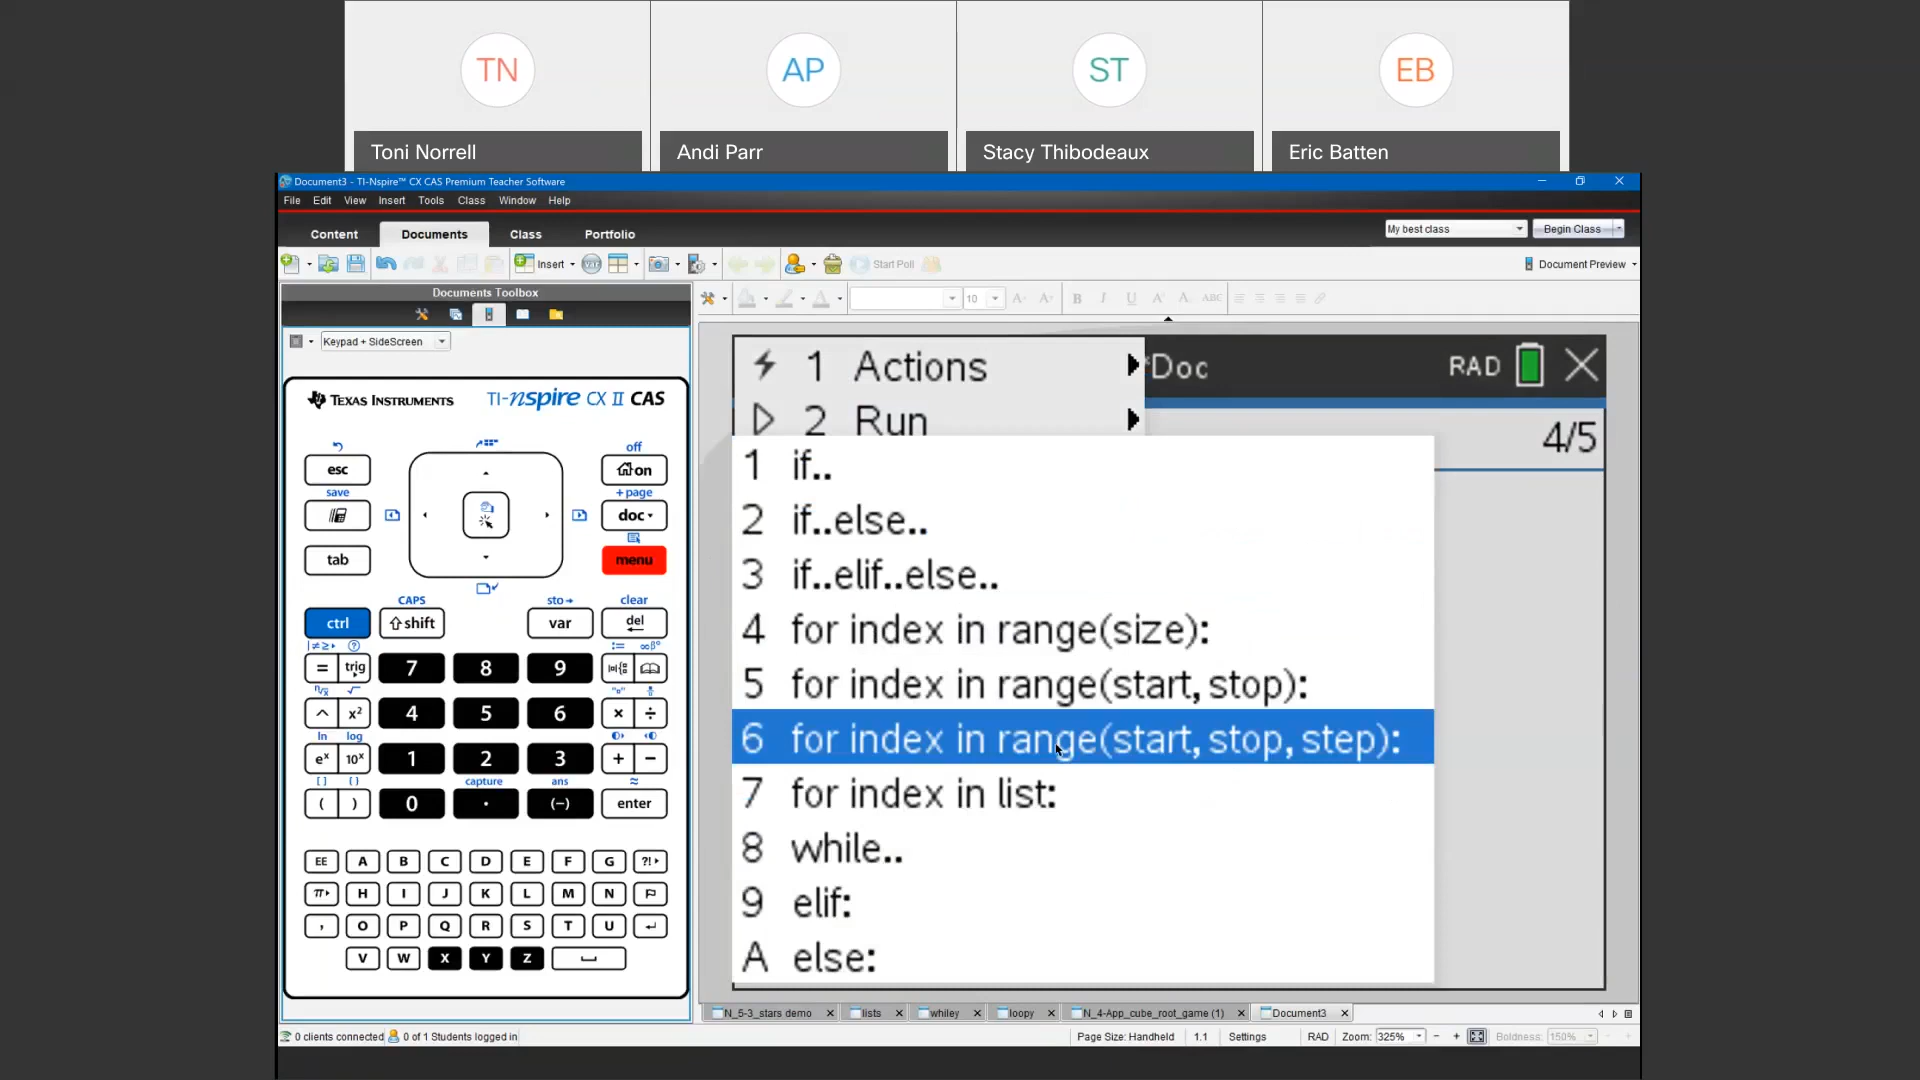 TN
AP
ST
EB
Toni Norrell
Andi Parr
Stacy Thibodeaux
Eric Batten
Document3 - TI-Nspire™ CX CAS Premium Teacher Software
File Edit View Insert Tools Class Window Help
Content Documents Class Portfolio
My best class
Begin Class
Insert
Start Poll
Document Preview
Documents Toolbox
10
Keypad + SideScreen
TEXAS INSTRUMENTS
TI-nspire CX II CAS
off
esc
on
save
+ page
doc
tab
menu
CAPS
sto→
clear
ctrl
shift
var
del
= trig 7 8 9
^ x² 4 5 6 × ÷
ln log
eˣ 10ˣ 1 2 3 + −
[ ] { } capture ans ≈
( ) 0 . (−) enter
EE A B C D E F G ?!
π H I J K L M N
, O P Q R S T U
V W X Y Z
1 Actions
2 Run
*Doc
RAD
4/5
1 if..
2 if..else..
3 if..elif..else..
4 for index in range(size):
5 for index in range(start, stop):
6 for index in range(start, stop, step):
7 for index in list:
8 while..
9 elif:
A else:
N_5-3_stars demo
lists
whiley
loopy
N_4-App_cube_root_game (1)
Document3
0 clients connected
0 of 1 Students logged in
Page Size: Handheld
1.1
Settings
RAD
Zoom: 325%
Boldness: 150%